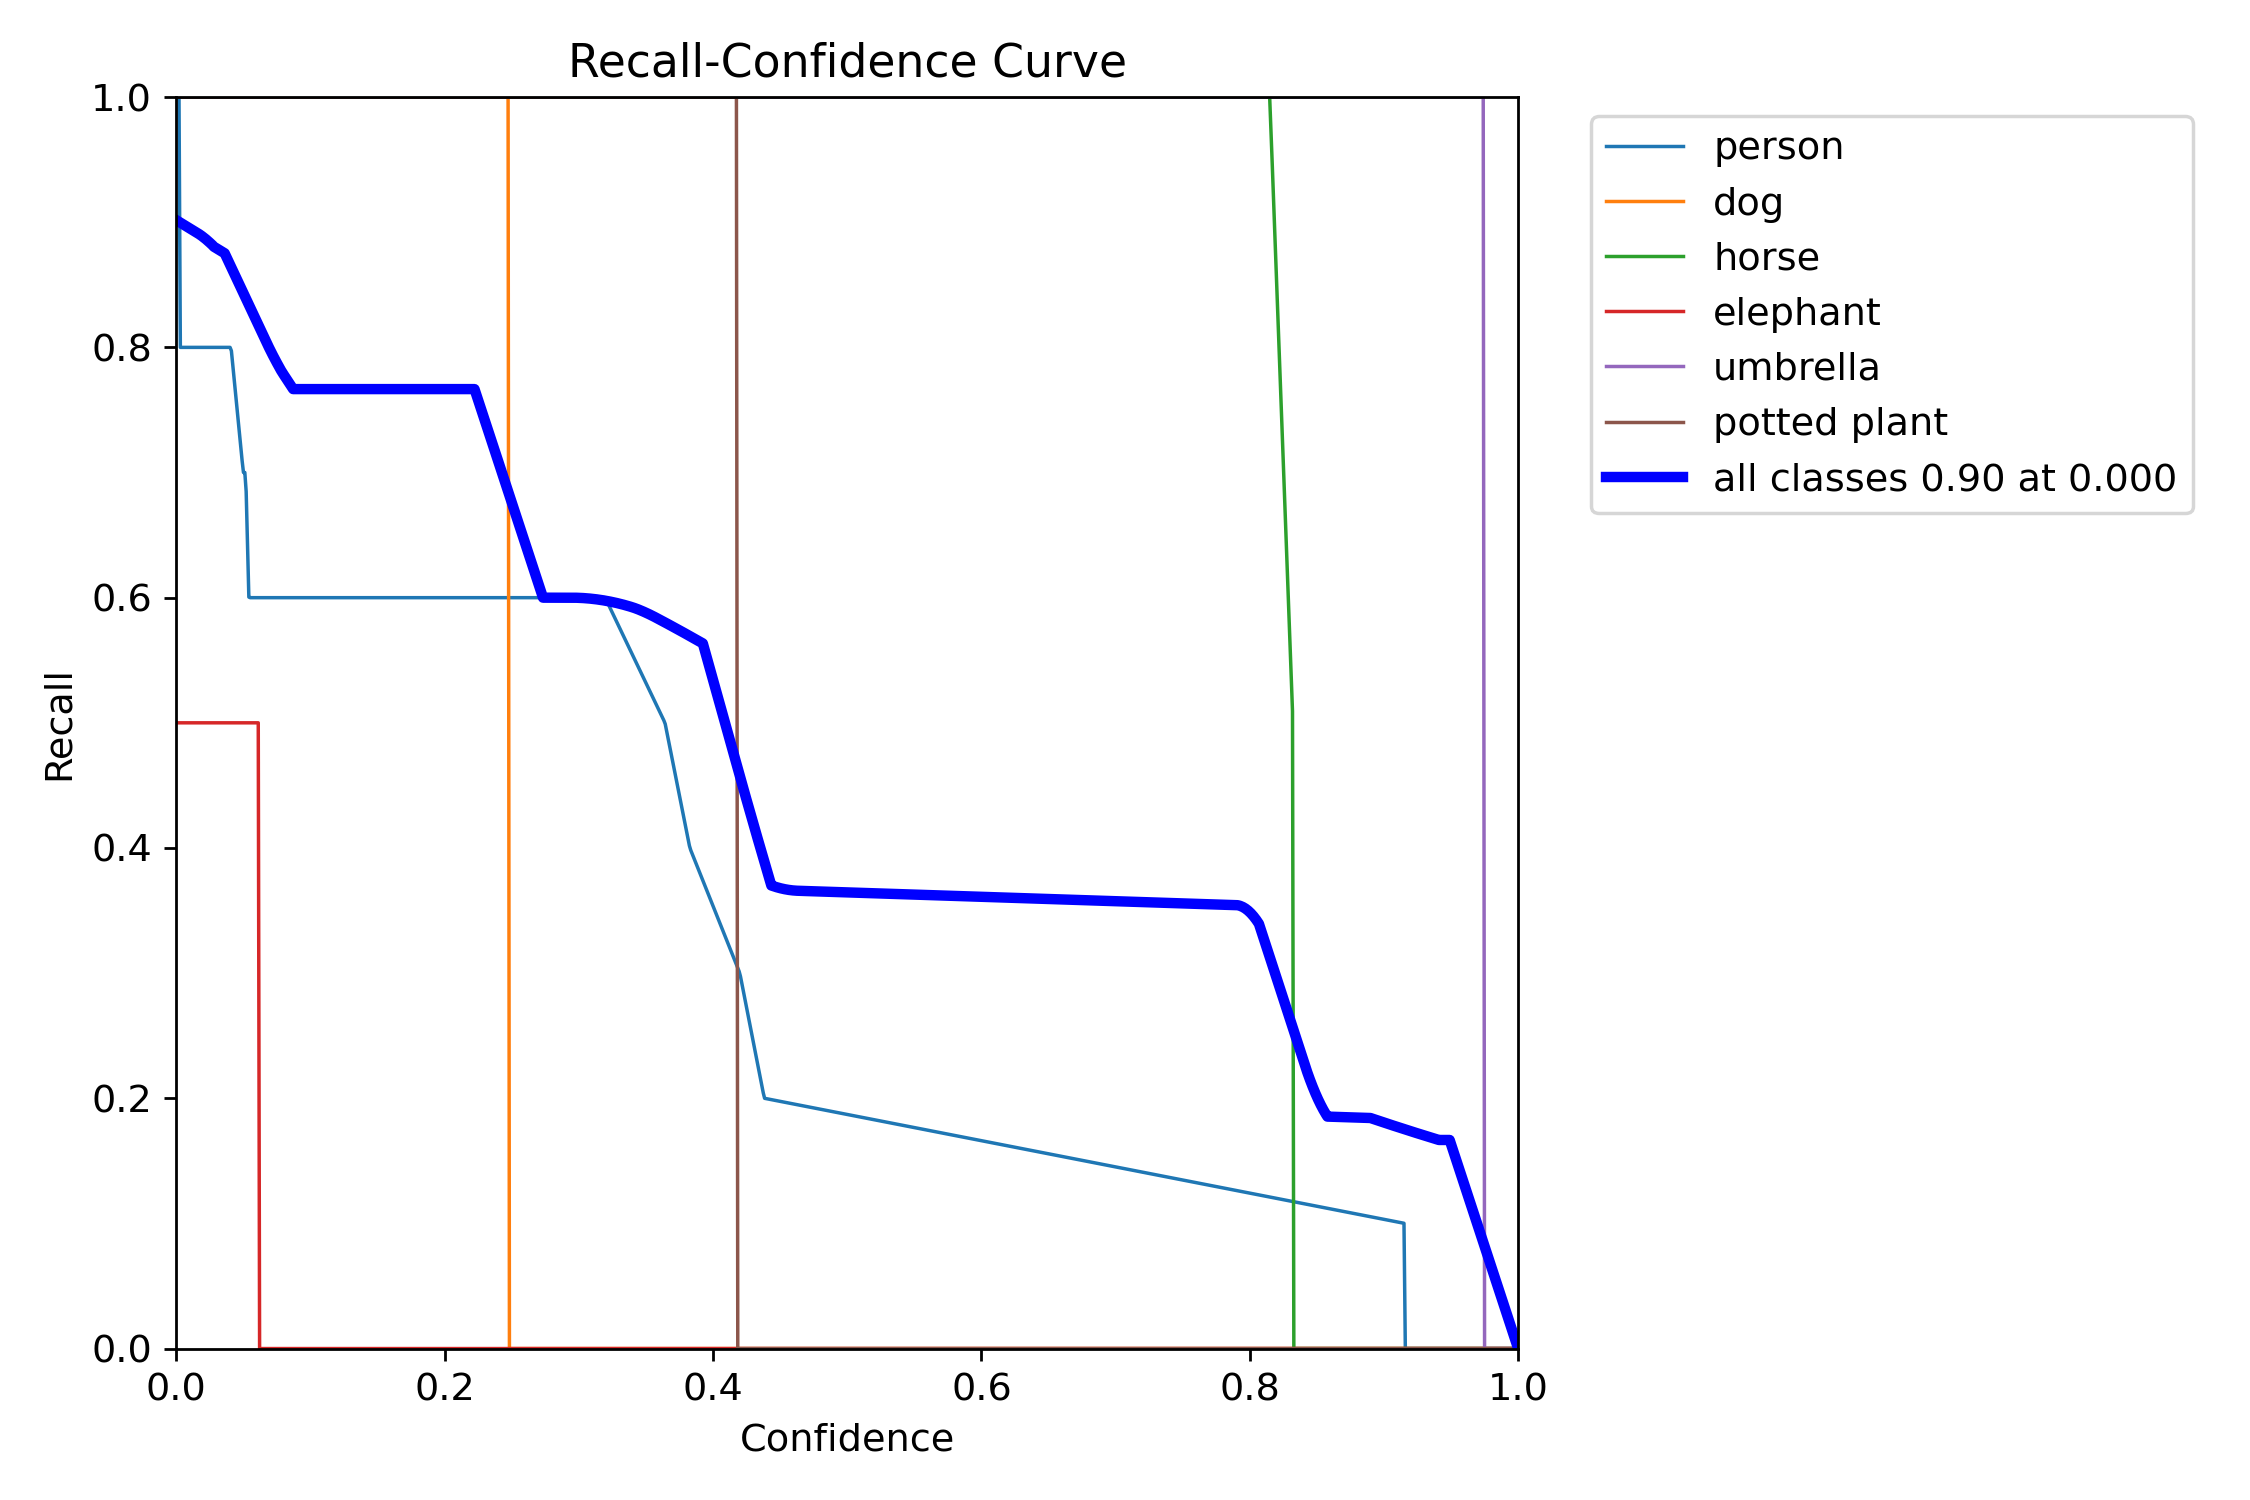 Recall-Confidence Curve
1.0
0.8
0.6
0.4
0.2
0.0
Recall
0.0 0.2 0.4 0.6 0.8 1.0
Confidence
person
dog
horse
elephant
umbrella
potted plant
all classes 0.90 at 0.000